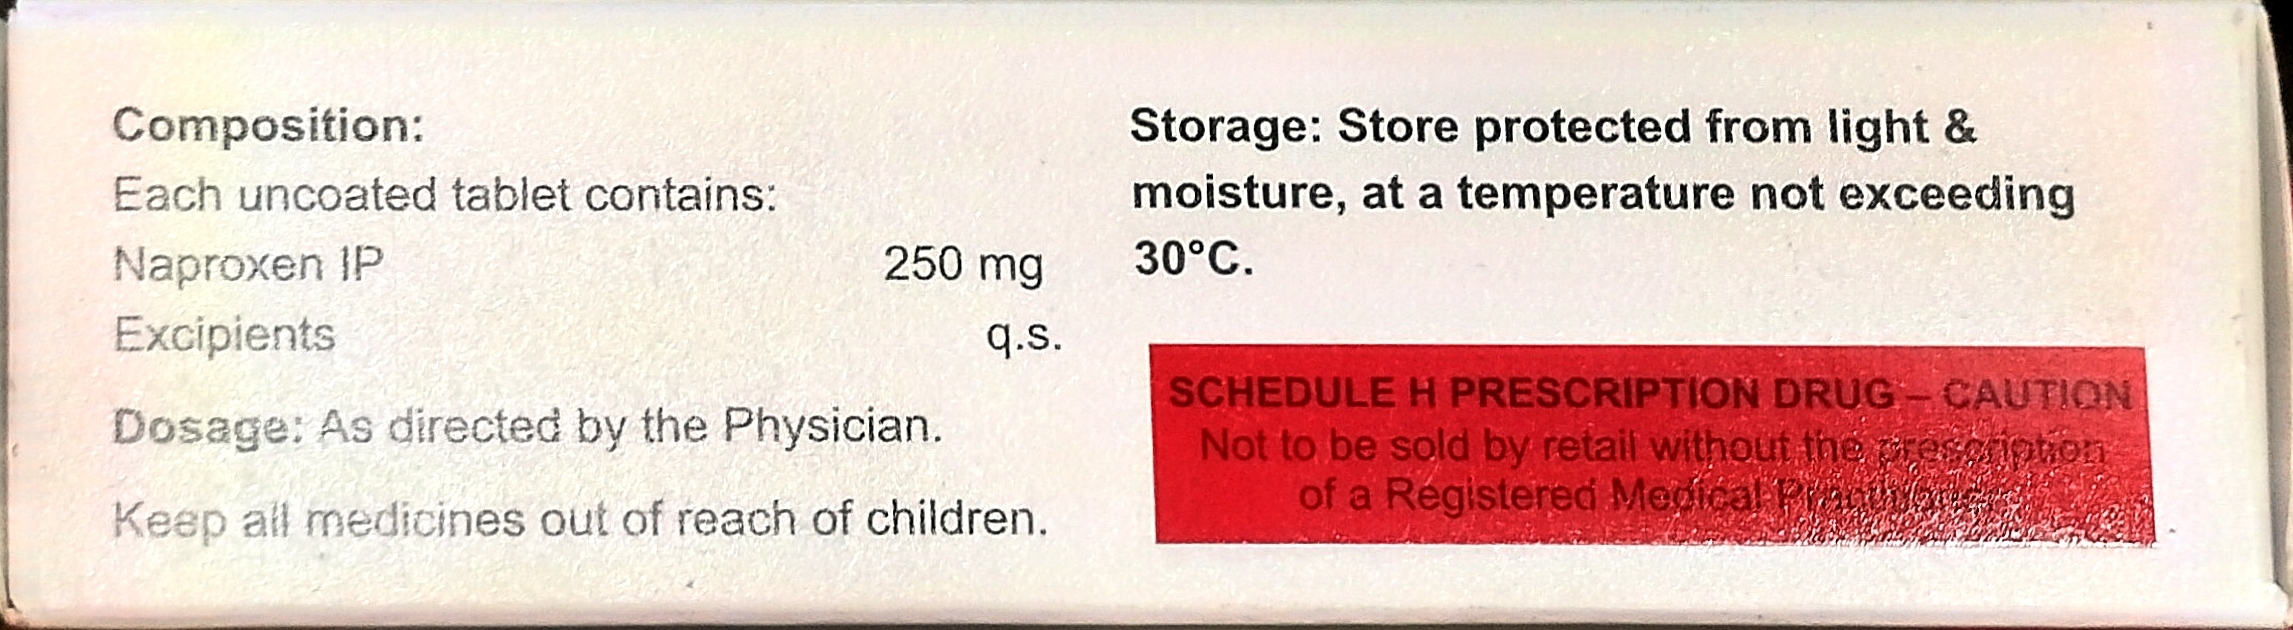 Composition:
Each uncoated tablet contains:
Naproxen IP 250 mg
Excipients q.s.
Dosage: As directed by the Physician.
Keep all medicines out of reach of children.
Storage: Store protected from light &
moisture, at a temperature not exceeding
30°C.
SCHEDULE H PRESCRIPTION DRUG – CAUTION
Not to be sold by retail without the prescription
of a Registered Medical Practitioner